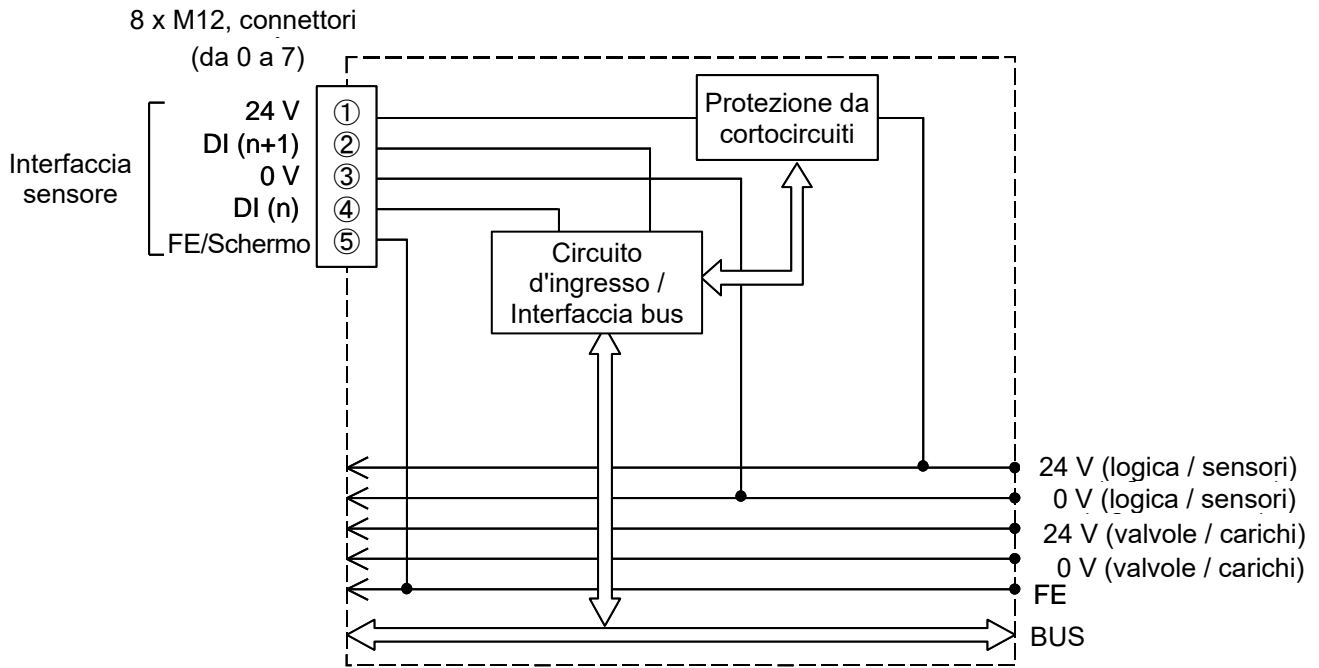 8 x M12, connettori
(da 0 a 7)
Interfaccia
sensore
24 V
DI (n+1)
0 V
DI (n)
FE/Schermo
①
②
③
④
⑤
Protezione da
cortocircuiti
Circuito
d'ingresso /
Interfaccia bus
24 V (logica / sensori)
0 V (logica / sensori)
24 V (valvole / carichi)
0 V (valvole / carichi)
FE
BUS